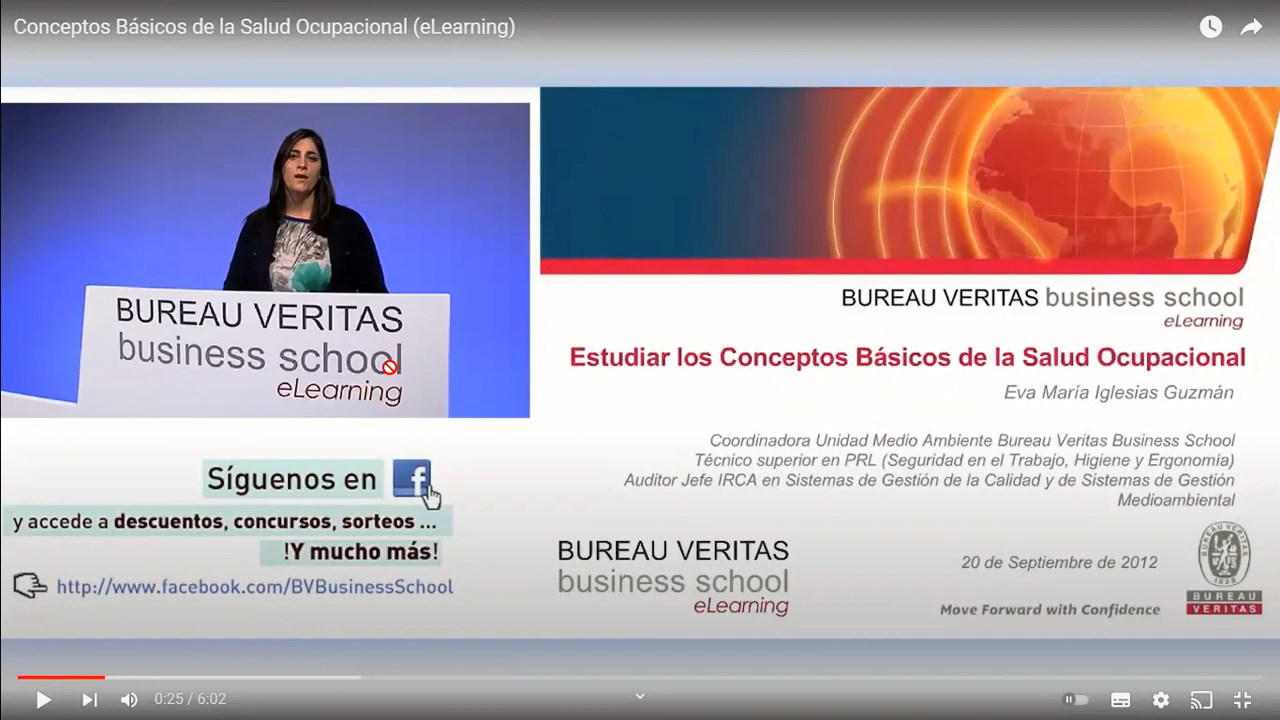 Conceptos Básicos de la Salud Ocupacional (eLearning)
BUREAU VERITAS
business school
eLearning
Síguenos en f
y accede a descuentos, concursos, sorteos ...
!Y mucho más!
http://www.facebook.com/BVBusinessSchool
BUREAU VERITAS business school
eLearning
Estudiar los Conceptos Básicos de la Salud Ocupacional
Eva María Iglesias Guzmán
Coordinadora Unidad Medio Ambiente Bureau Veritas Business School
Técnico superior en PRL (Seguridad en el Trabajo, Higiene y Ergonomía)
Auditor Jefe IRCA en Sistemas de Gestión de la Calidad y de Sistemas de Gestión
Medioambiental
BUREAU VERITAS
business school
eLearning
20 de Septiembre de 2012
Move Forward with Confidence
1828
BUREAU
VERITAS
0:25 / 6:02